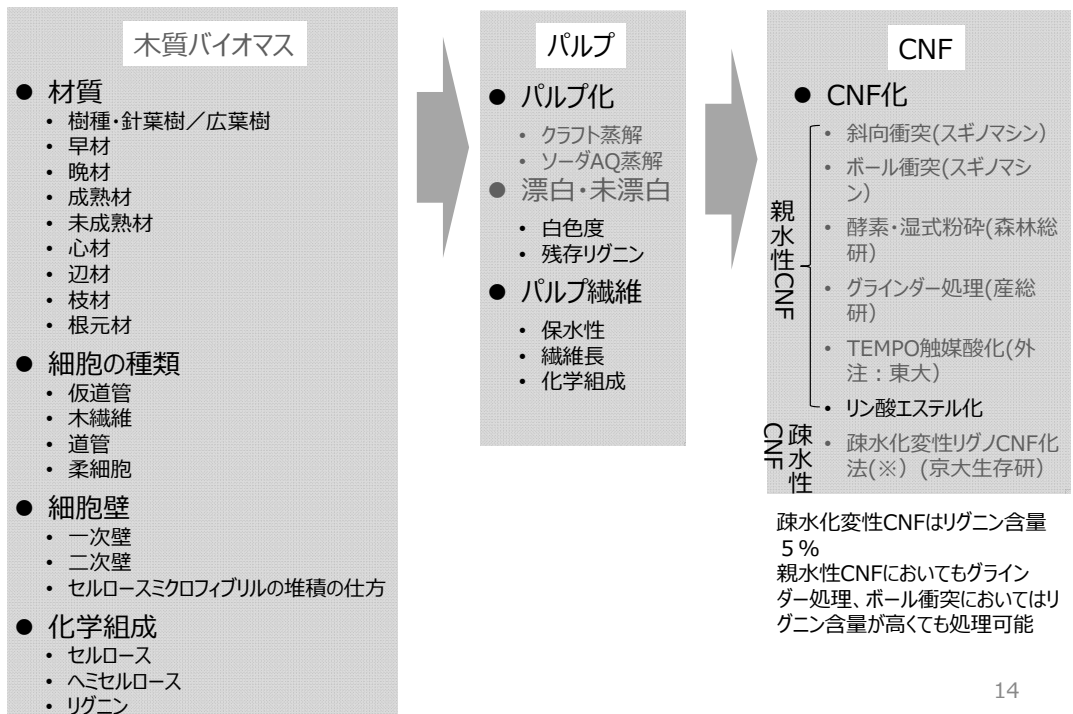 木質バイオマス
● 材質
• 樹種・針葉樹／広葉樹
• 早材
• 晩材
• 成熟材
• 未成熟材
• 心材
• 辺材
• 枝材
• 根元材
● 細胞の種類
• 仮道管
• 木繊維
• 道管
• 柔細胞
● 細胞壁
• 一次壁
• 二次壁
• セルロースミクロフィブリルの堆積の仕方
● 化学組成
• セルロース
• ヘミセルロース
• リグニン
パルプ
● パルプ化
• クラフト蒸解
• ソーダAQ蒸解
● 漂白・未漂白
• 白色度
• 残存リグニン
● パルプ繊維
• 保水性
• 繊維長
• 化学組成
CNF
● CNF化
親水性CNF
• 斜向衝突(スギノマシン）
• ボール衝突(スギノマシ
ン）
• 酵素・湿式粉砕(森林総
研）
• グラインダー処理(産総
研）
• TEMPO触媒酸化(外
注：東大）
• リン酸エステル化
疎水性
CNF
• 疎水化変性リグノCNF化
法(※）(京大生存研）
疎水化変性CNFはリグニン含量
５%
親水性CNFにおいてもグライン
ダー処理、ボール衝突においてはリ
グニン含量が高くても処理可能
14